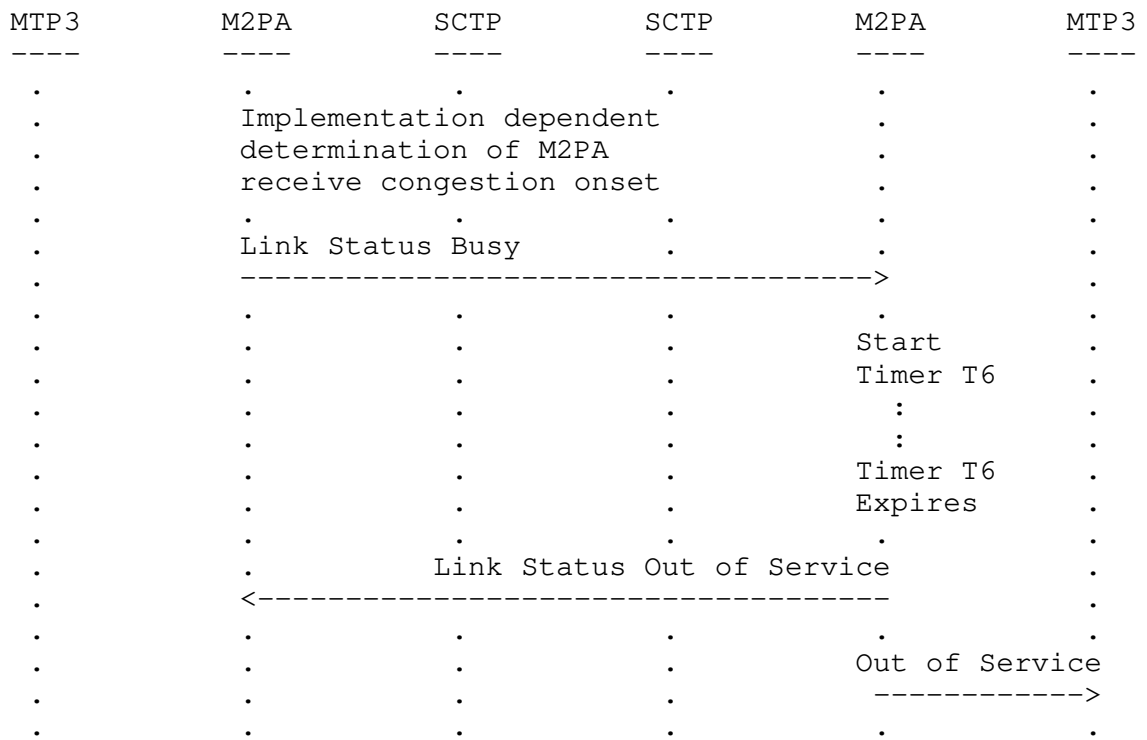 MTP3 M2PA SCTP SCTP M2PA MTP3
---- ---- ---- ---- ---- ----
. . . . . .
. Implementation dependent . .
. determination of M2PA . .
. receive congestion onset . .
. . . . . .
. Link Status Busy . . .
. ------------------------------------> .
. . . . . .
. . . . Start .
. . . . Timer T6 .
. . . . : .
. . . . : .
. . . . Timer T6 .
. . . . Expires .
. . . . . .
. . Link Status Out of Service .
. <------------------------------------ .
. . . . . .
. . . . Out of Service
. . . . ------------>
. . . . . .